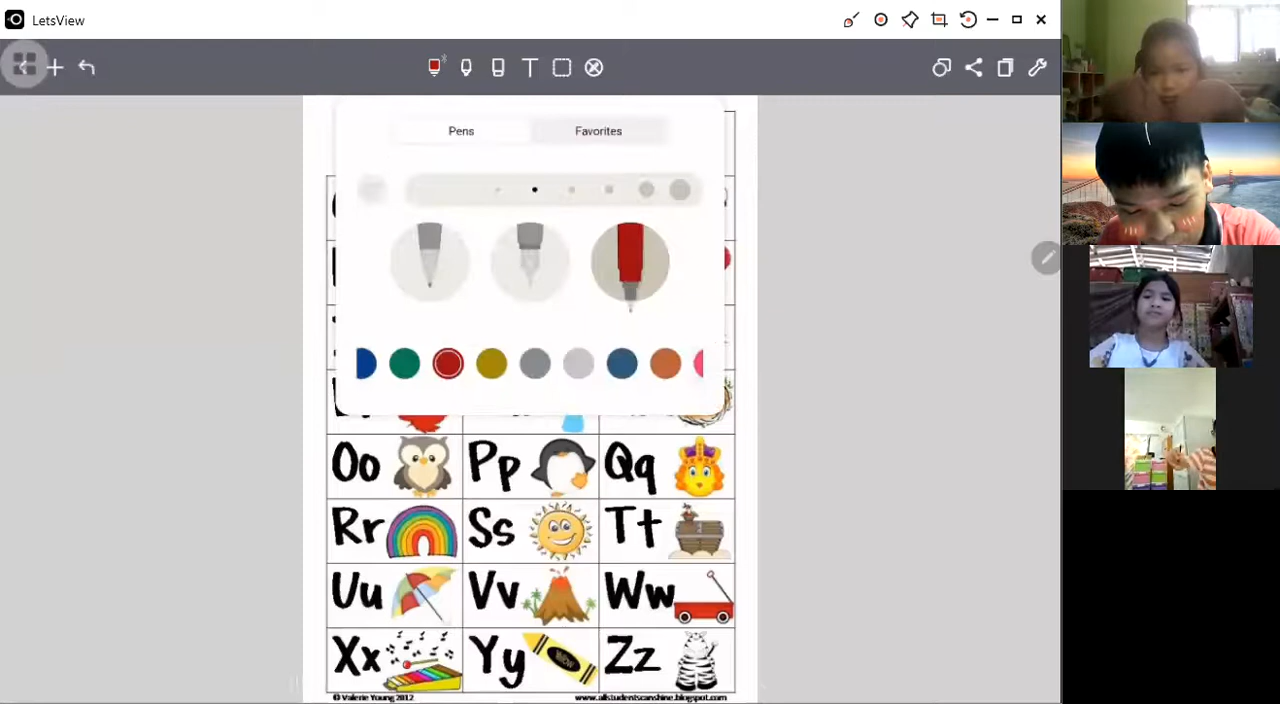 LetsView
T
Pens
Favorites
Oo Pp Qq
Rr Ss Tt
Uu Vv Ww
Xx Yy Zz
Yellow
© Valerie Young 2012 www.allstudentscanshine.blogspot.com